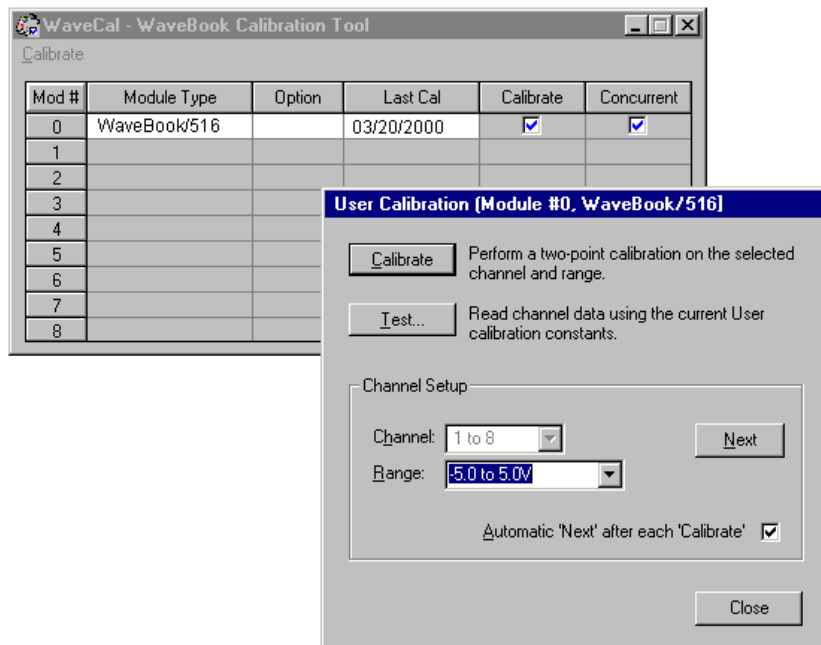 WaveCal - WaveBook Calibration Tool
Calibrate
Mod # Module Type Option Last Cal Calibrate Concurrent
0 WaveBook/516 03/20/2000
1
2
3
4
5
6
7
8
User Calibration (Module #0, WaveBook/516]
Calibrate
Perform a two-point calibration on the selected
channel and range.
Test...
Read channel data using the current User
calibration constants.
Channel Setup
Channel: 1 to 8
Next
Range: -5.0 to 5.0V
Automatic 'Next' after each 'Calibrate'
Close